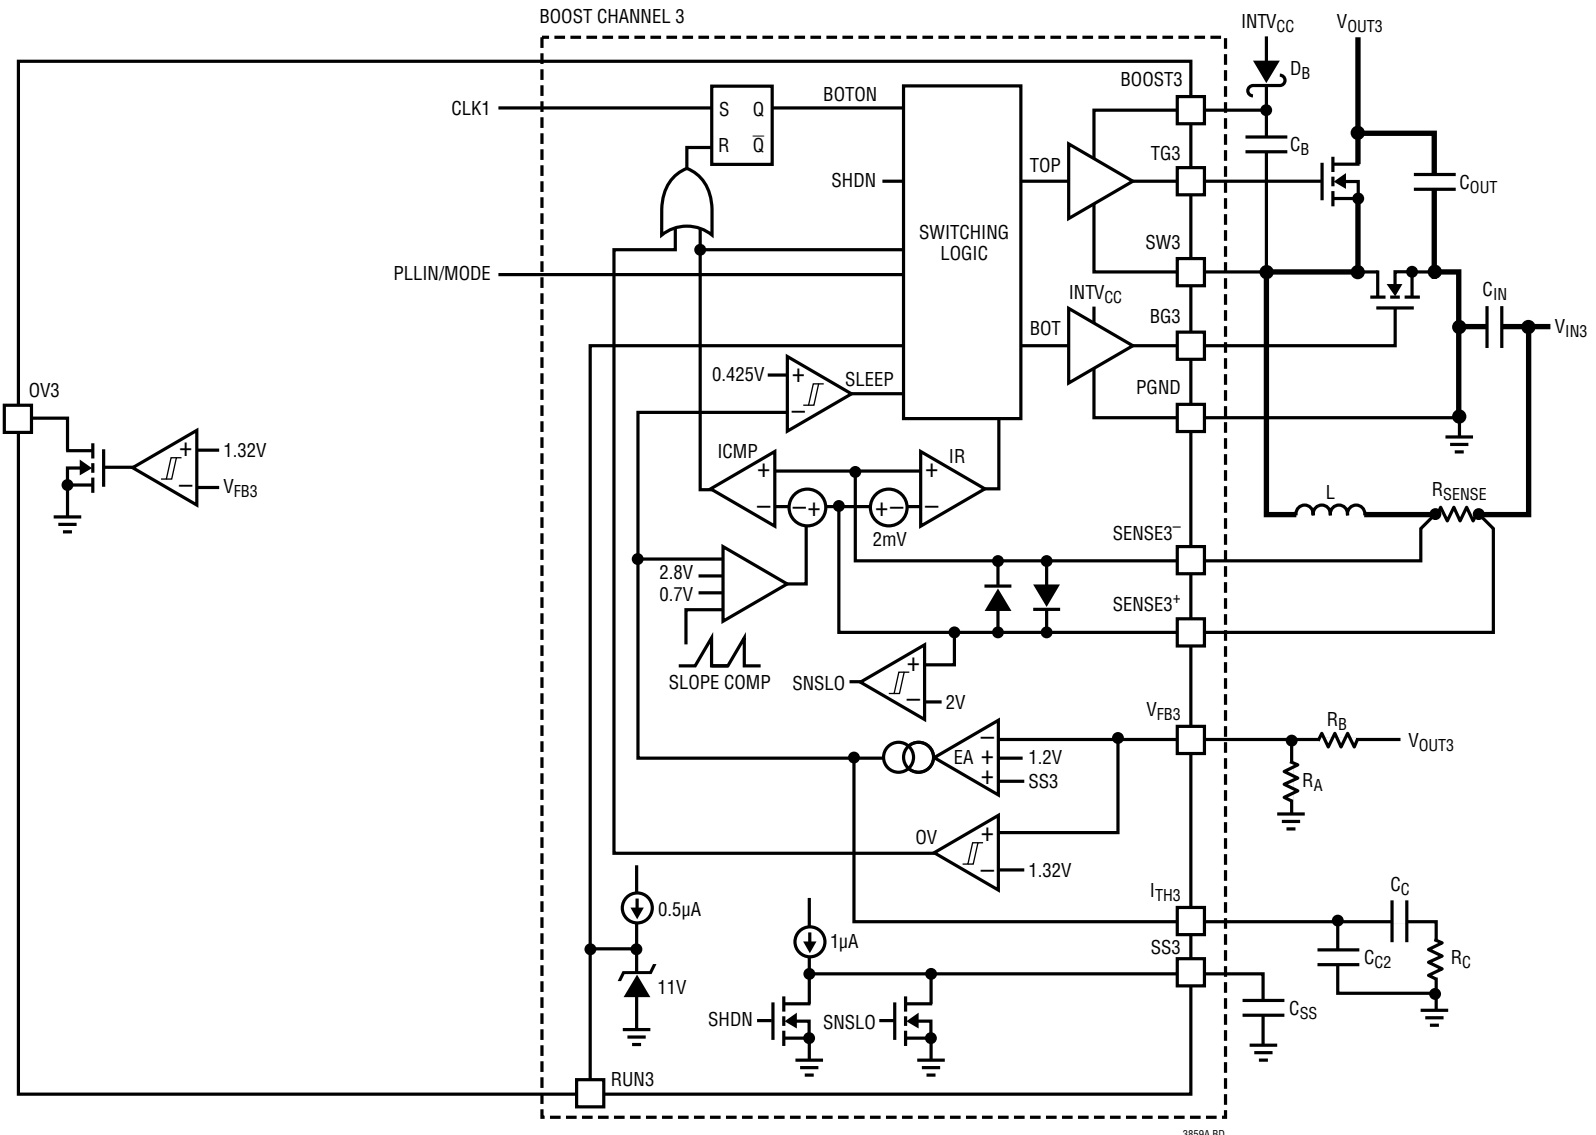 BOOST CHANNEL 3
INTVCC
VOUT3
DB
BOOST3
CLK1
S Q
R Q̅
BOTON
CB
TG3
TOP
SHDN
COUT
SWITCHING
LOGIC
SW3
PLLIN/MODE
INTVCC
CIN
BG3
BOT
VIN3
0.425V
+
−
SLEEP
PGND
OV3
1.32V
+
−
VFB3
ICMP
+
−
− +
+ −
2mV
IR
+
−
L
RSENSE
SENSE3−
2.8V
0.7V
SENSE3+
SLOPE COMP
SNSLO
+
−
2V
VFB3
RB
VOUT3
EA
−
+
+
1.2V
SS3
RA
OV
+
−
1.32V
ITH3
CC
0.5µA
1µA
SS3
CC2
RC
11V
SHDN
SNSLO
CSS
RUN3
3859A BD